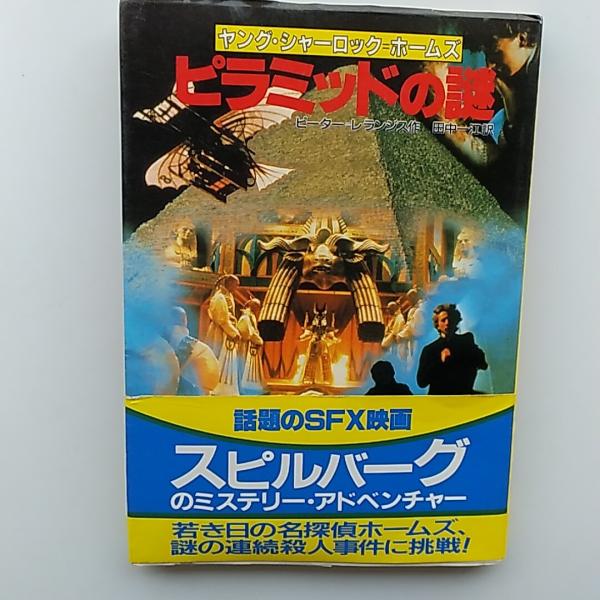 ヤング・シャーロック=ホームズ
ピラミッドの謎
ピーター=レランジス作 田中一江訳
話題のSFX映画
スピルバーグ
のミステリー・アドベンチャー
若き日の名探偵ホームズ、
謎の連続殺人事件に挑戦!